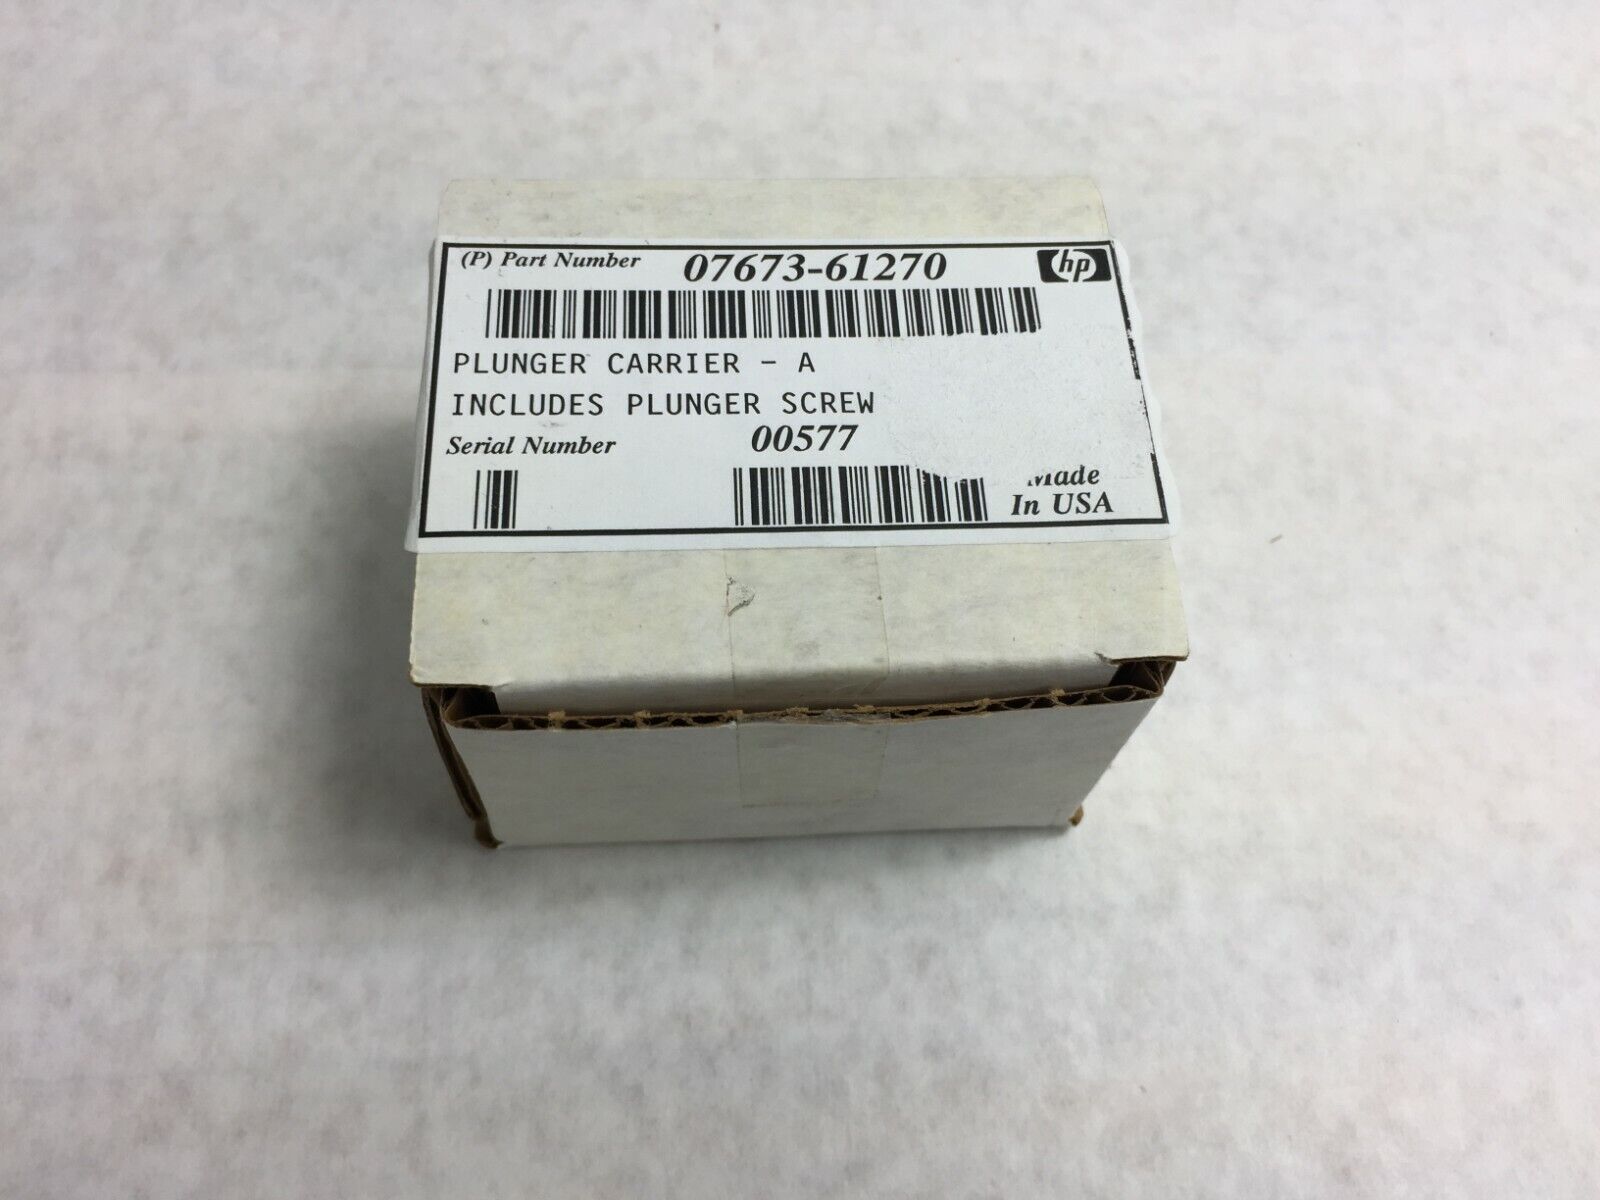 (P) Part Number 07673-61270 hp
PLUNGER CARRIER - A
INCLUDES PLUNGER SCREW
Serial Number 00577
Made
In USA